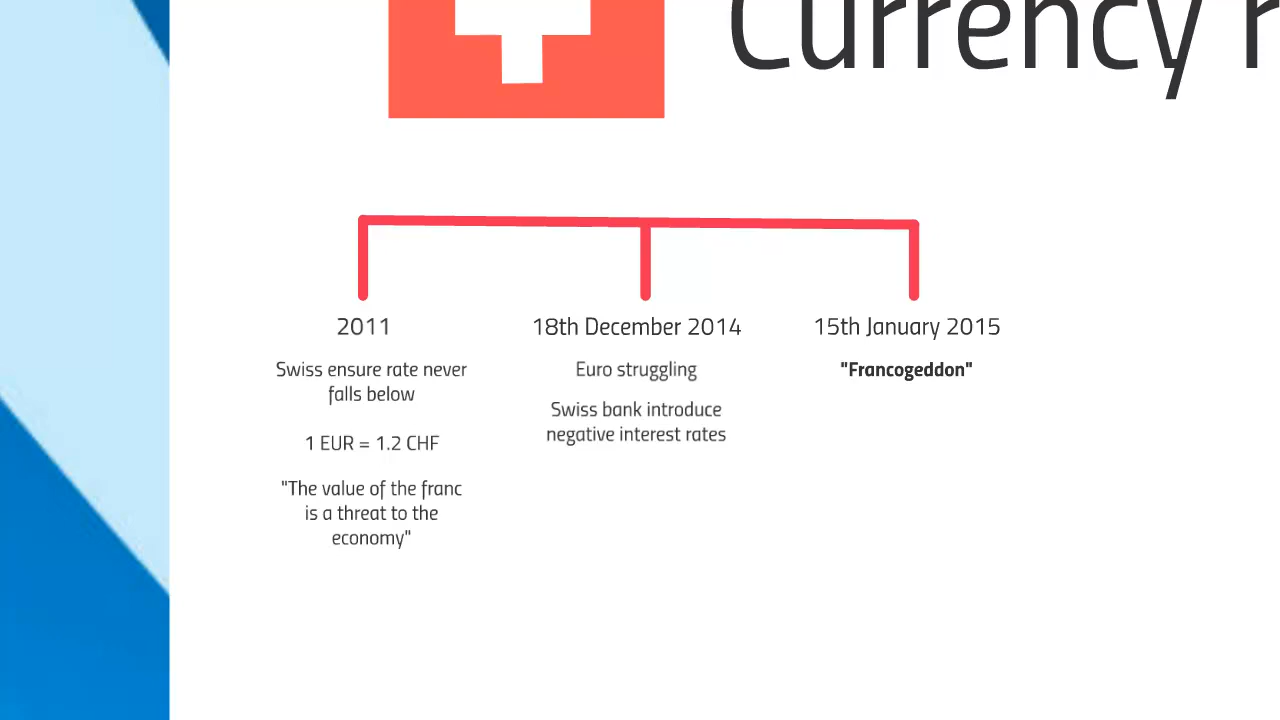 Currency r
2011
Swiss ensure rate never
falls below
1 EUR = 1.2 CHF
"The value of the franc
is a threat to the
economy"
18th December 2014
Euro struggling
Swiss bank introduce
negative interest rates
15th January 2015
"Francogeddon"